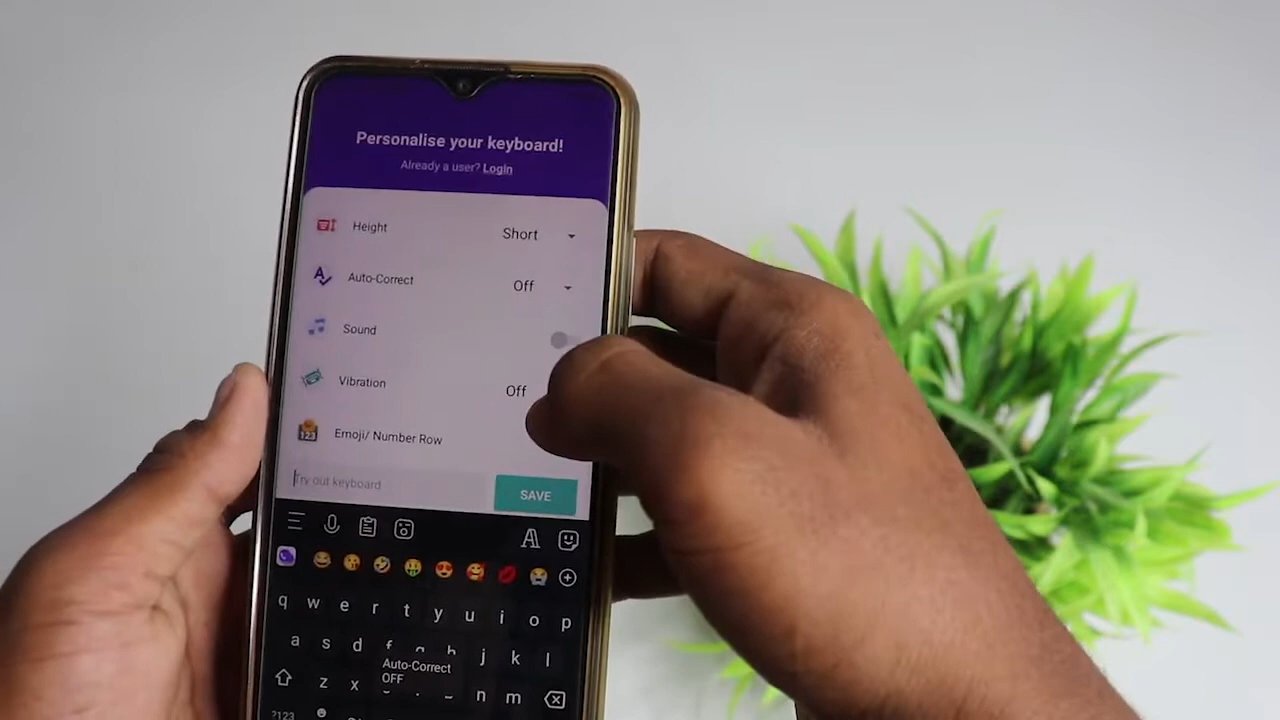 Personalise your keyboard!
Already a user? Login
Height Short
Auto-Correct Off
Sound
Vibration Off
Emoji/ Number Row
Try out keyboard SAVE
q w e r t y u i o p
a s d f g h j k l
Auto-Correct
OFF
z x n m
?123